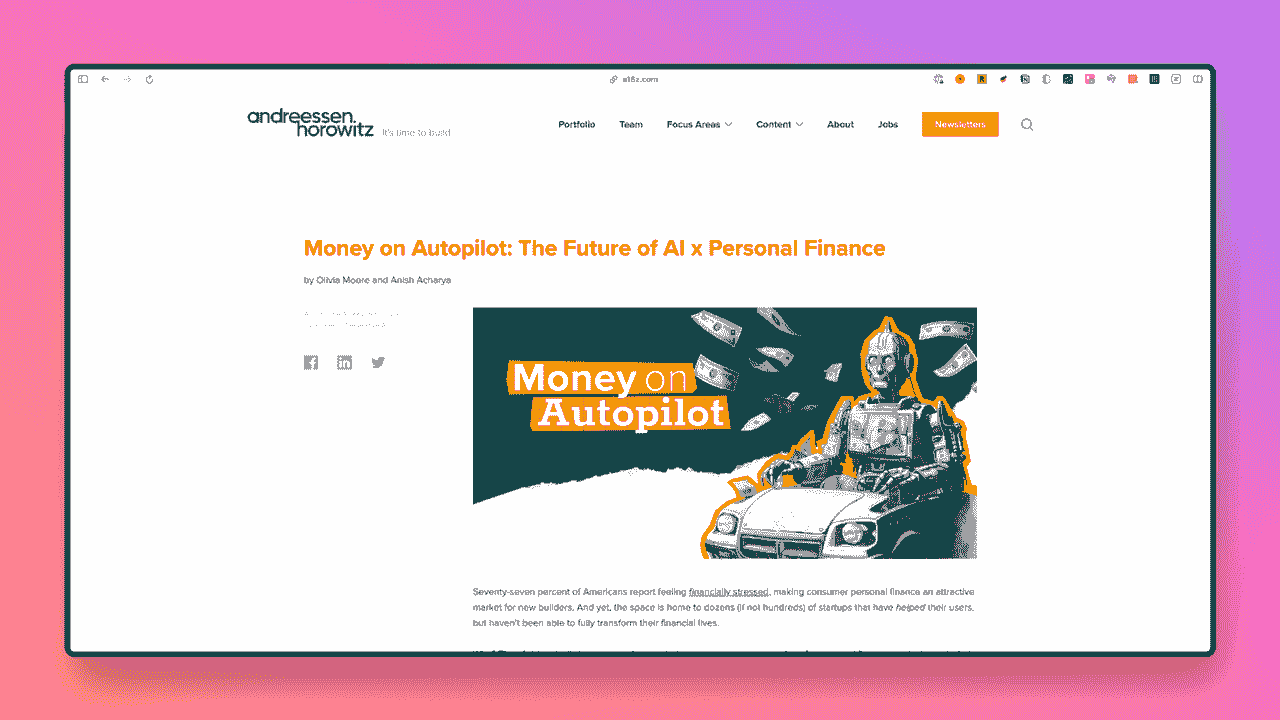 a16z.com
andreessen.
horowitz It's time to build
Portfolio Team Focus Areas Content About Jobs Newsletters
Money on Autopilot: The Future of AI x Personal Finance
by Olivia Moore and Anish Acharya
Money on
Autopilot
Seventy-seven percent of Americans report feeling financially stressed, making consumer personal finance an attractive
market for new builders. And yet, the space is home to dozens (if not hundreds) of startups that have helped their users,
but haven't been able to fully transform their financial lives.